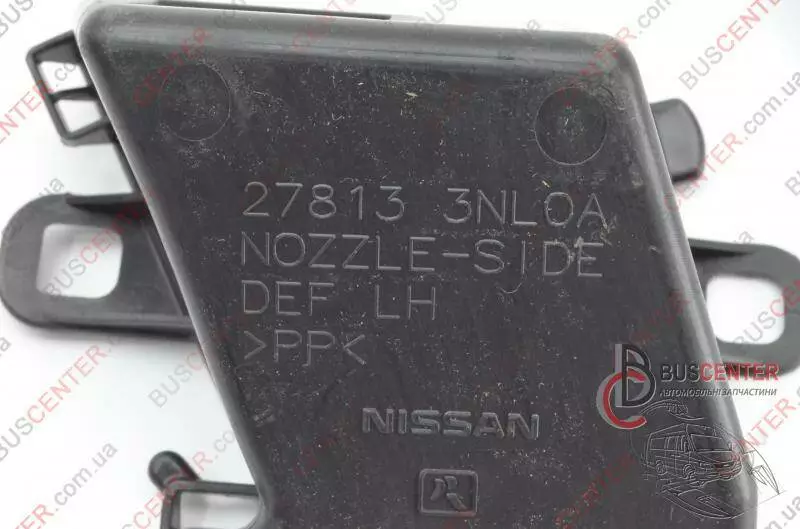 27813 3NL0A
NOZZLE-SIDE
DEF LH
>PP<
NISSAN
BUSCENTER
АВТОМОБІЛЬНІ ЗАПЧАСТИНИ
BUSCENTER.com.ua